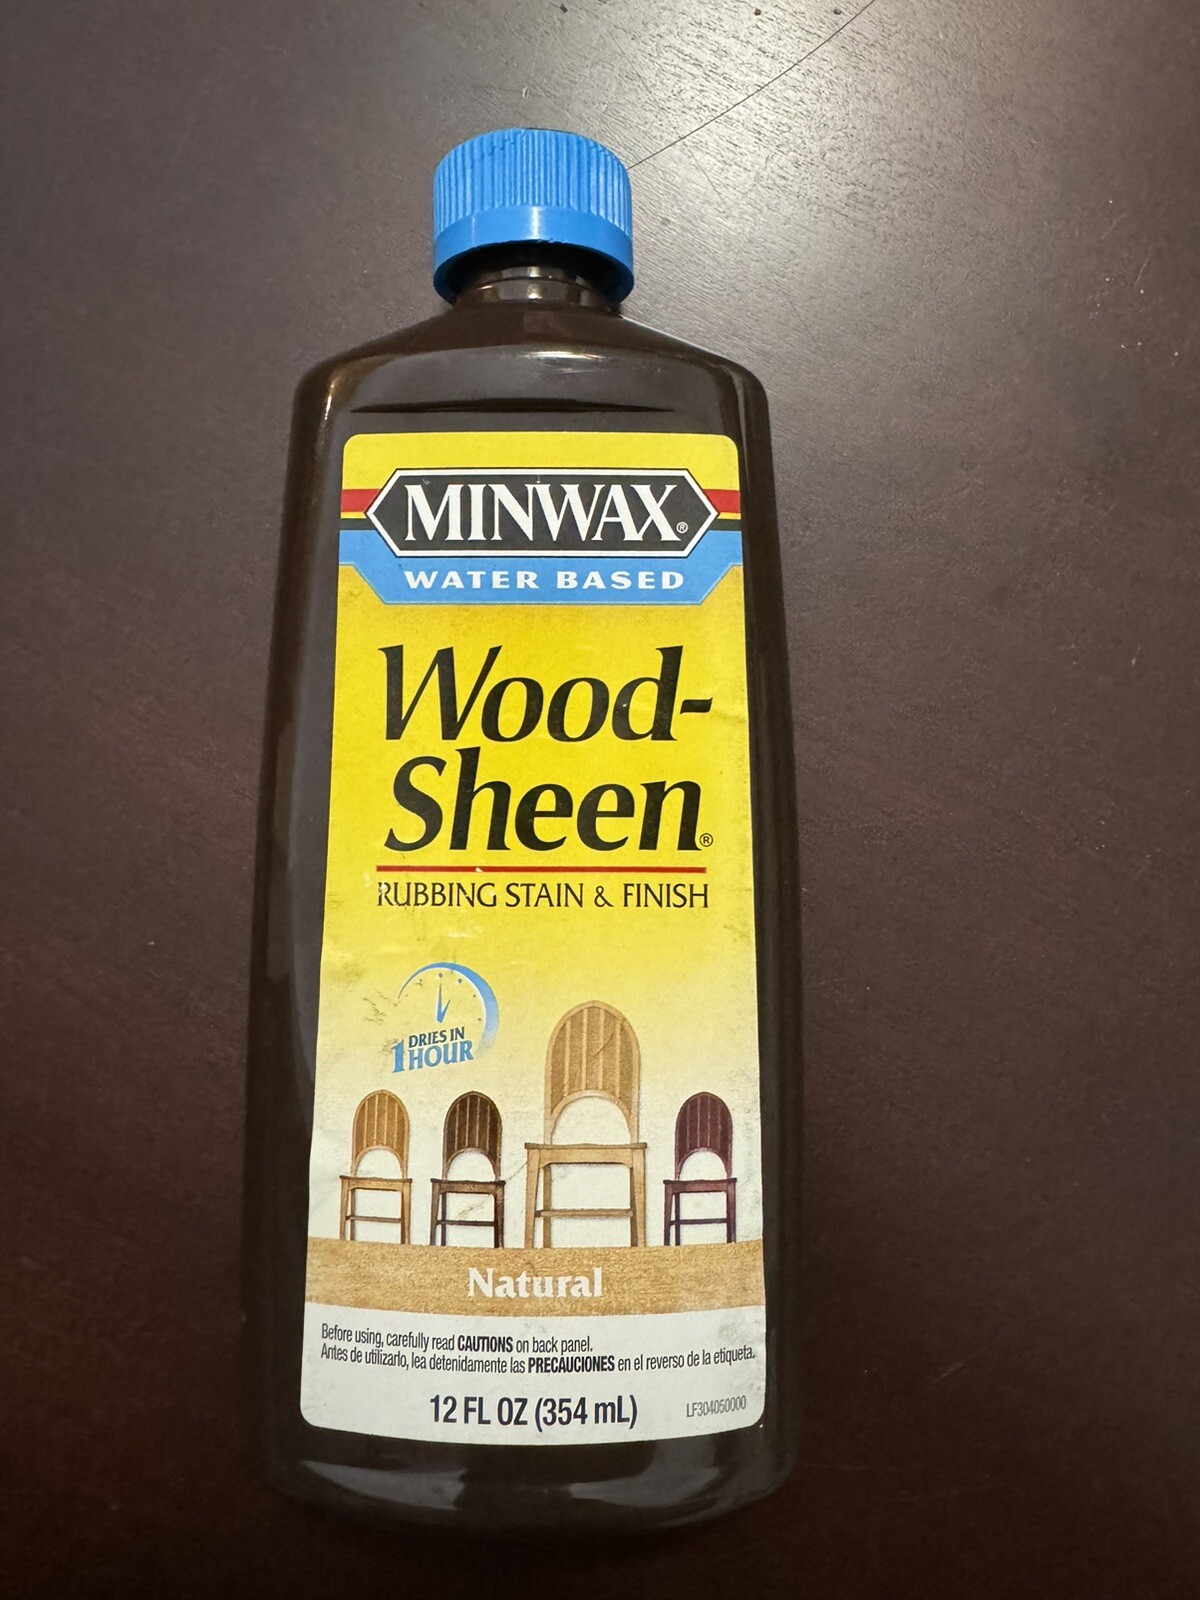 MINWAX®
WATER BASED
Wood-
Sheen®
RUBBING STAIN & FINISH
DRIES IN
1 HOUR
Natural
Before using, carefully read CAUTIONS on back panel.
Antes de utilizarlo, lea detenidamente las PRECAUCIONES en el reverso de la etiqueta.
12 FL OZ (354 mL)
LF304050000